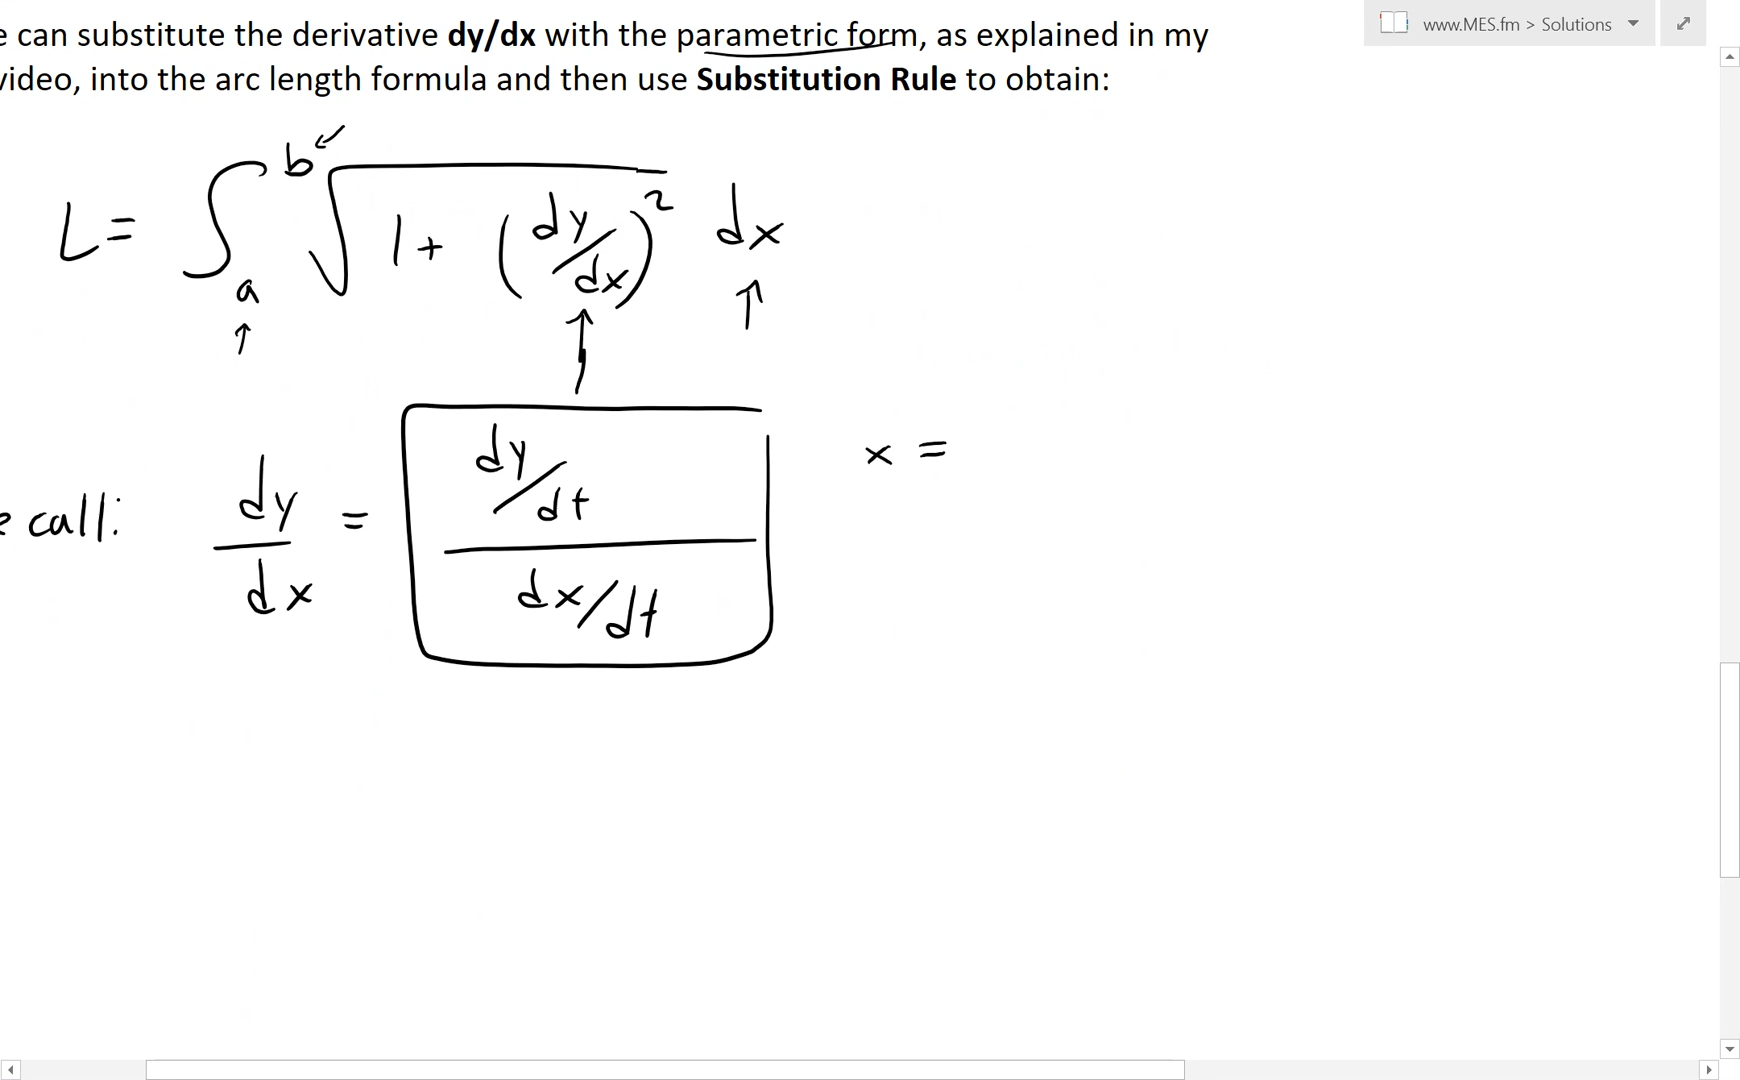 www.MES.fm > Solutions
e can substitute the derivative dy/dx with the parametric form, as explained in my
video, into the arc length formula and then use Substitution Rule to obtain:
L = ∫ₐᵇ √(1 + (dy/dx)²) dx
call: dy/dx = (dy/dt)/(dx/dt) x =